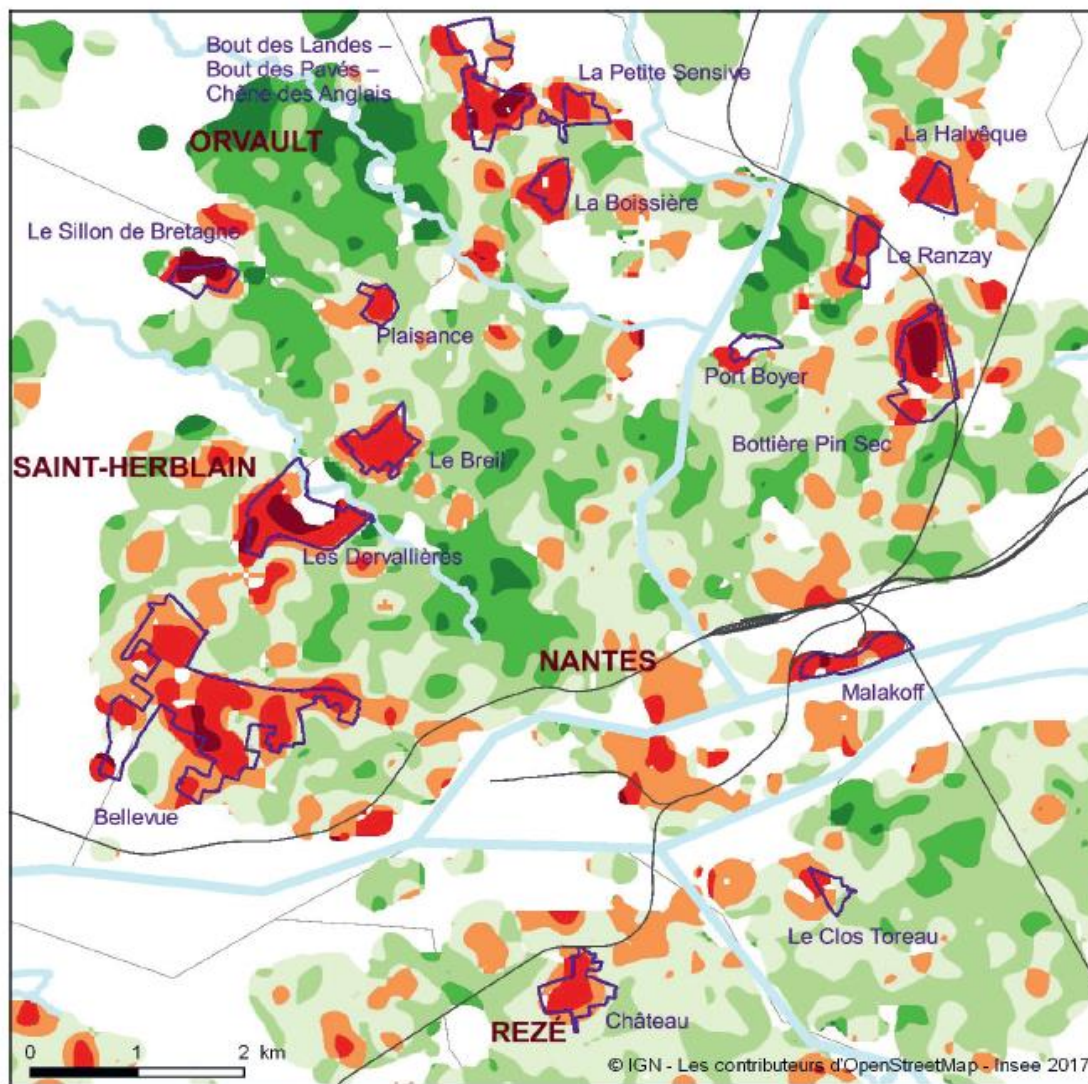 Bout des Landes –
Bout des Pavés –
Chêne des Anglais
La Petite Sensive
ORVAULT
La Halvêque
La Boissière
Le Sillon de Bretagne
Le Ranzay
Plaisance
Port Boyer
Bottière Pin Sec
Le Breil
SAINT-HERBLAIN
Les Dervallières
NANTES
Malakoff
Bellevue
Le Clos Toreau
Château
REZÉ
0 1 2 km
© IGN - Les contributeurs d'OpenStreetMap - Insee 2017